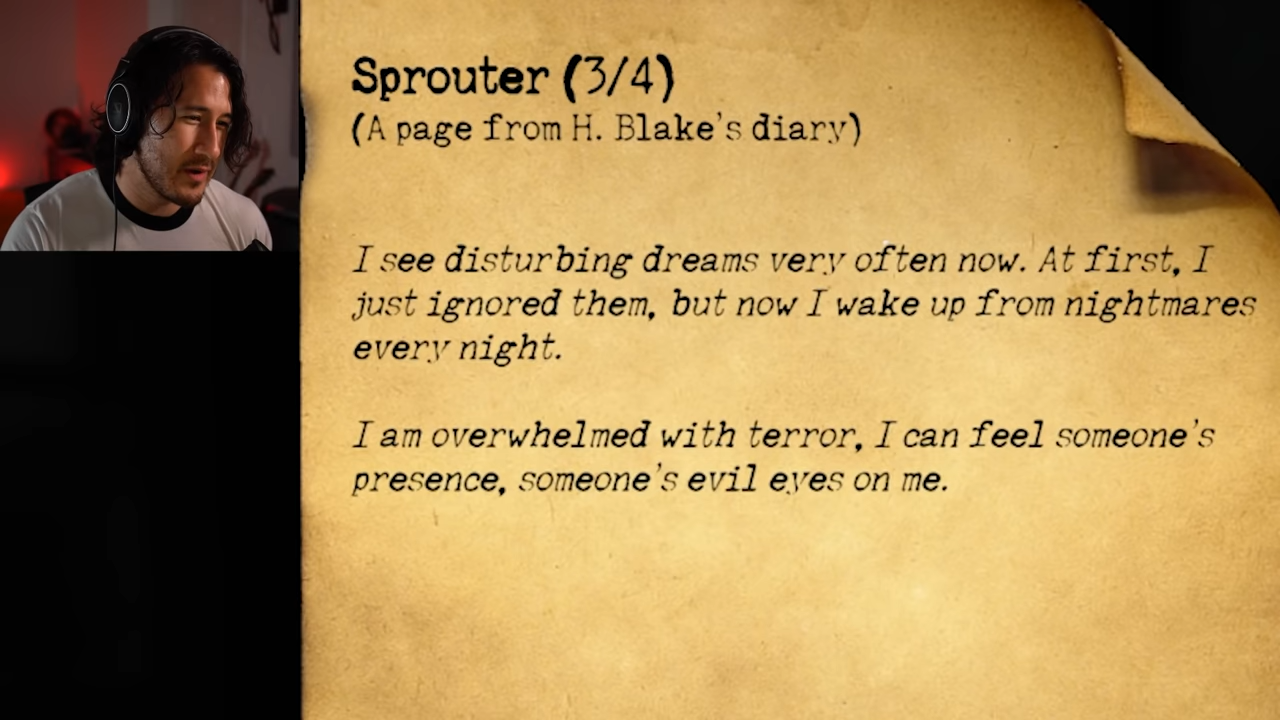 Sprouter (3/4)
(A page from H. Blake's diary)
I see disturbing dreams very often now. At first, I
just ignored them, but now I wake up from nightmares
every night.
I am overwhelmed with terror, I can feel someone's
presence, someone's evil eyes on me.